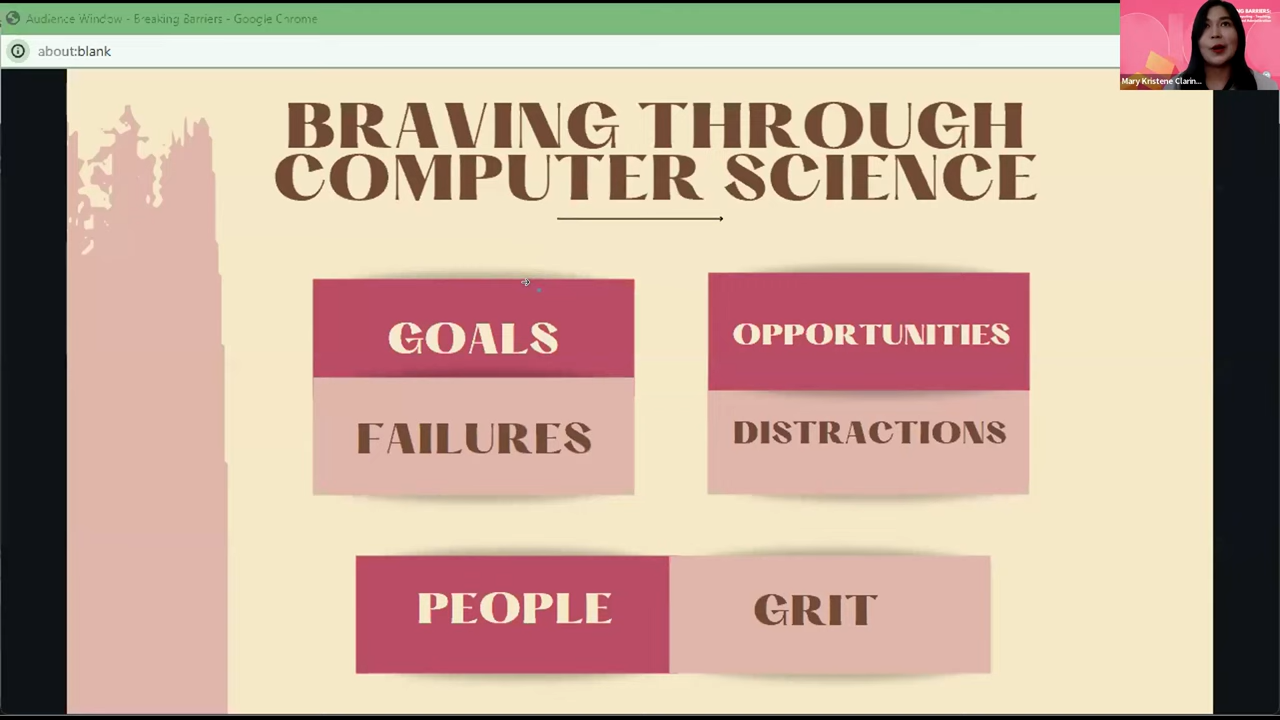 Audience Window - Breaking Barriers - Google Chrome
about:blank
Mary Kristene Clarin...
BRAVING THROUGH
COMPUTER SCIENCE
GOALS
OPPORTUNITIES
FAILURES
DISTRACTIONS
PEOPLE
GRIT